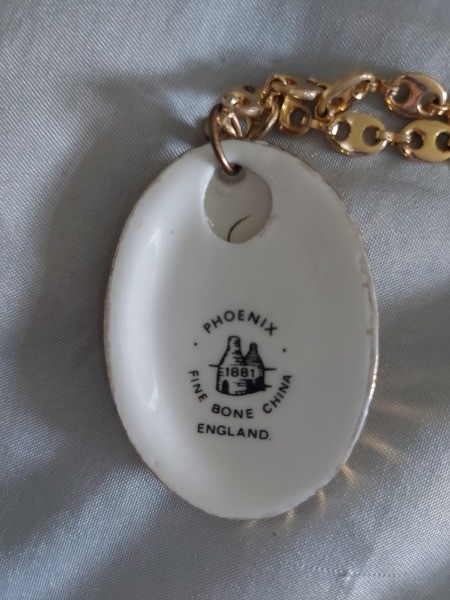 · PHOENIX ·
1881
FINE BONE CHINA
ENGLAND.